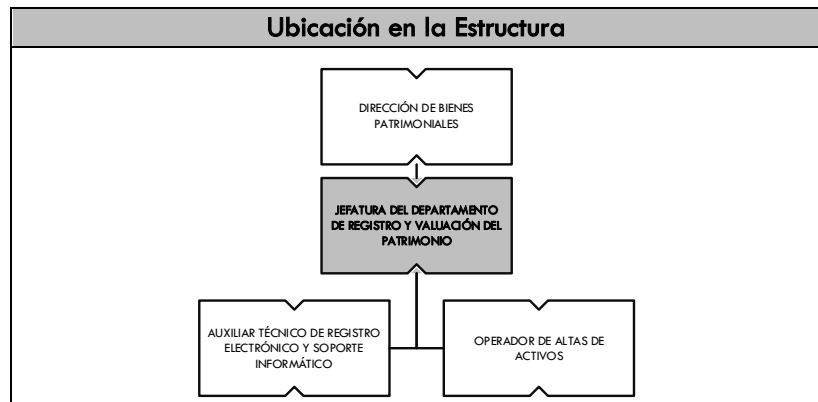 Ubicación en la Estructura
DIRECCIÓN DE BIENES
PATRIMONIALES
JEFATURA DEL DEPARTAMENTO
DE REGISTRO Y VALUACIÓN DEL
PATRIMONIO
AUXILIAR TÉCNICO DE REGISTRO
ELECTRÓNICO Y SOPORTE
INFORMÁTICO
OPERADOR DE ALTAS DE
ACTIVOS